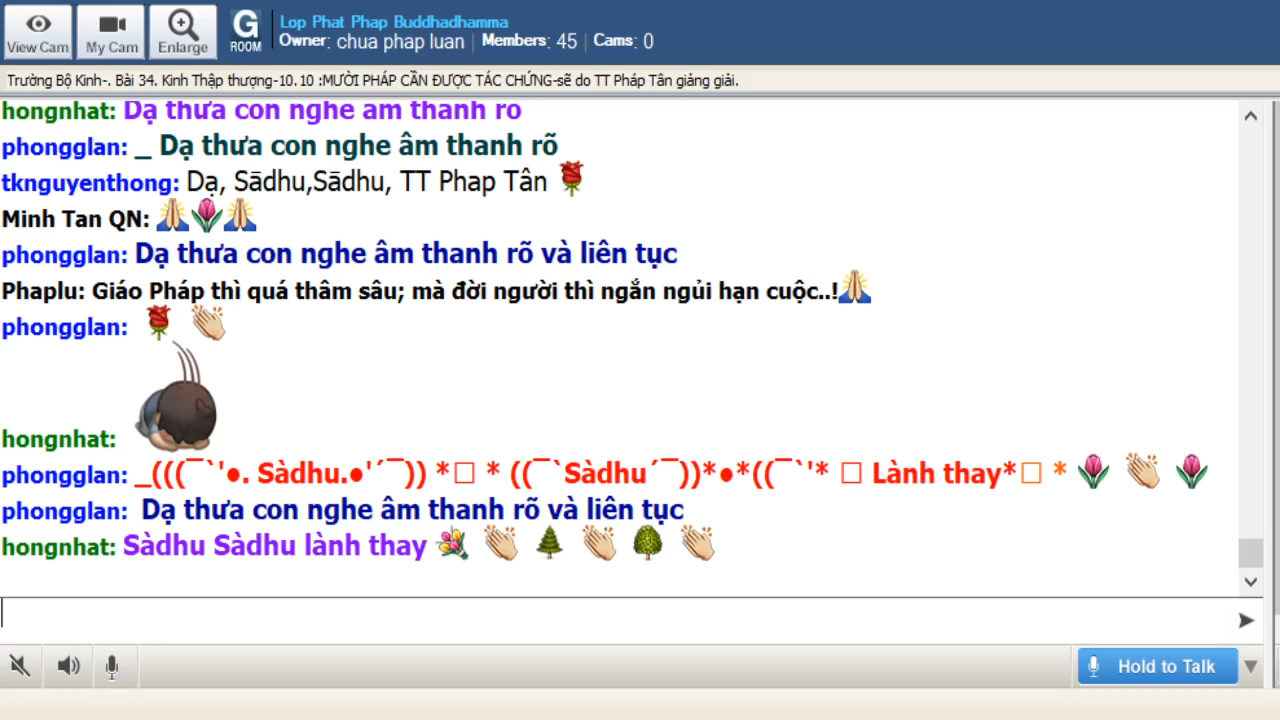 View Cam
My Cam
Enlarge
G
ROOM
Lop Phat Phap Buddhadhamma
Owner: chua phap luan | Members: 45 | Cams: 0
Trường Bộ Kinh-. Bài 34. Kinh Thập thượng-10.10 :MƯỜI PHÁP CẦN ĐƯỢC TÁC CHỨNG-sẽ do TT Pháp Tân giảng giải.
hongnhat: Dạ thưa con nghe am thanh ro
phongglan: _ Dạ thưa con nghe âm thanh rõ
tknguyenthong: Dạ, Sādhu,Sādhu, TT Phap Tân 🌹
Minh Tan QN: 🙏🌷🙏
phongglan: Dạ thưa con nghe âm thanh rõ và liên tục
Phaplu: Giáo Pháp thì quá thâm sâu; mà đời người thì ngắn ngủi hạn cuộc..!🙏
phongglan: 🌹 👏
hongnhat:
phongglan: _(((¯`'●. Sàdhu.●'´¯)) *□ * ((¯`Sàdhu´¯))*●*((¯`'* □ Lành thay*□ * 🌷 👏 🌷
phongglan: Dạ thưa con nghe âm thanh rõ và liên tục
hongnhat: Sàdhu Sàdhu lành thay 💐 👏 🌲 👏 🌳 👏
Hold to Talk